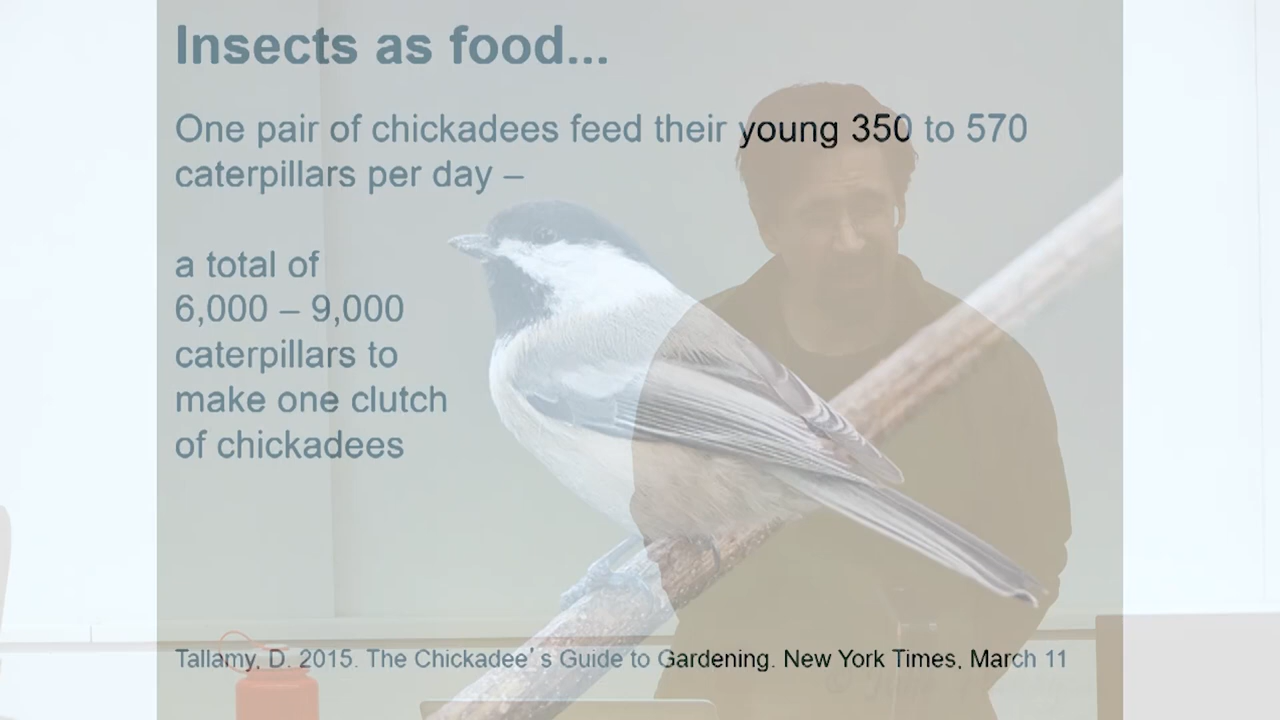 Insects as food...
One pair of chickadees feed their young 350 to 570
caterpillars per day –
a total of
6,000 – 9,000
caterpillars to
make one clutch
of chickadees
Tallamy, D. 2015. The Chickadee's Guide to Gardening. New York Times, March 11